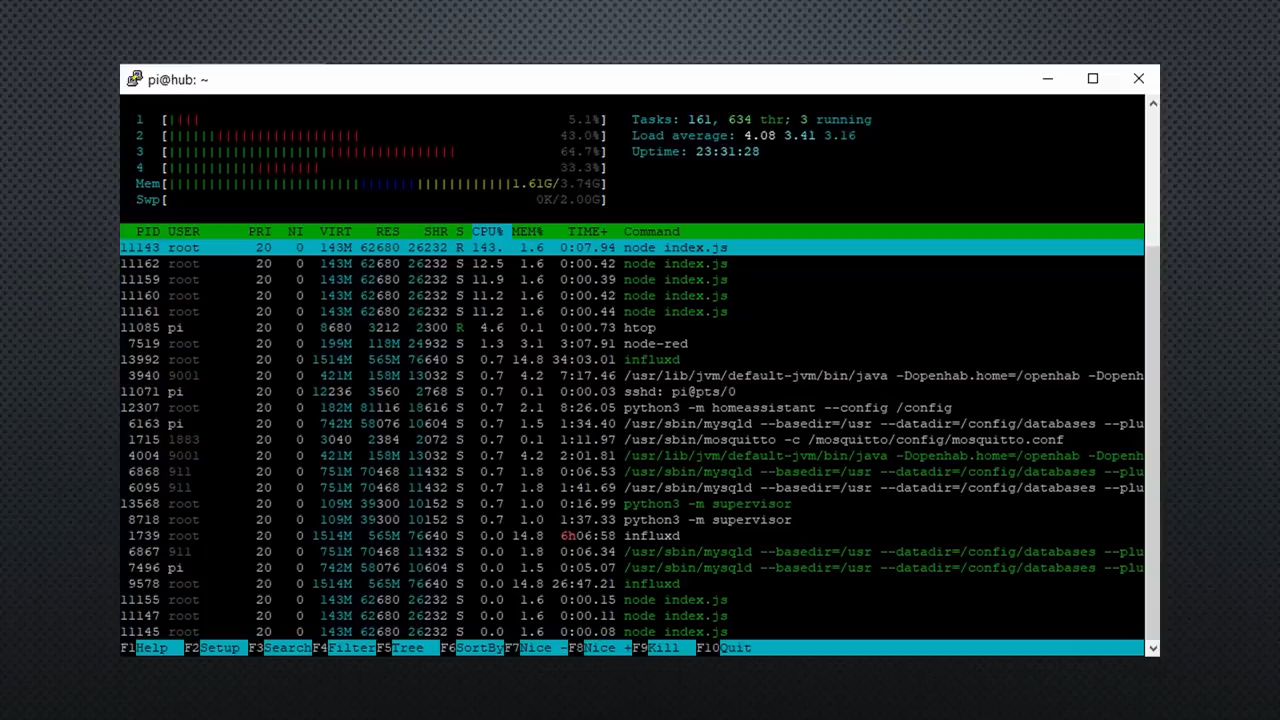 pi@hub: ~
1 [|||| 5.1%] Tasks: 161, 634 thr; 3 running
2 [|||||||||||||||||||||||| 43.0%] Load average: 4.08 3.41 3.16
3 [|||||||||||||||||||||||||||||||||||| 64.7%] Uptime: 23:31:28
4 [||||||||||||||||||| 33.3%]
Mem[|||||||||||||||||||||||||||||||||||||||||||1.61G/3.74G]
Swp[ 0K/2.00G]
PID USER PRI NI VIRT RES SHR S CPU% MEM% TIME+ Command
11143 root 20 0 143M 62680 26232 R 143. 1.6 0:07.94 node index.js
11162 root 20 0 143M 62680 26232 S 12.5 1.6 0:00.42 node index.js
11159 root 20 0 143M 62680 26232 S 11.9 1.6 0:00.39 node index.js
11160 root 20 0 143M 62680 26232 S 11.2 1.6 0:00.42 node index.js
11161 root 20 0 143M 62680 26232 S 11.2 1.6 0:00.44 node index.js
11085 pi 20 0 8680 3212 2300 R 4.6 0.1 0:00.73 htop
7519 root 20 0 199M 118M 24932 S 1.3 3.1 3:07.91 node-red
13992 root 20 0 1514M 565M 76640 S 0.7 14.8 34:03.01 influxd
3940 9001 20 0 421M 158M 13032 S 0.7 4.2 7:17.46 /usr/lib/jvm/default-jvm/bin/java -Dopenhab.home=/openhab -Dopenh
11071 pi 20 0 12236 3560 2768 S 0.7 0.1 0:00.03 sshd: pi@pts/0
12307 root 20 0 182M 81116 18616 S 0.7 2.1 8:26.05 python3 -m homeassistant --config /config
6163 pi 20 0 742M 58076 10604 S 0.7 1.5 1:34.40 /usr/sbin/mysqld --basedir=/usr --datadir=/config/databases --plu
1715 1883 20 0 3040 2384 2072 S 0.7 0.1 1:11.97 /usr/sbin/mosquitto -c /mosquitto/config/mosquitto.conf
4004 9001 20 0 421M 158M 13032 S 0.7 4.2 2:01.81 /usr/lib/jvm/default-jvm/bin/java -Dopenhab.home=/openhab -Dopenh
6868 911 20 0 751M 70468 11432 S 0.7 1.8 0:06.53 /usr/sbin/mysqld --basedir=/usr --datadir=/config/databases --plu
6095 911 20 0 751M 70468 11432 S 0.7 1.8 1:41.69 /usr/sbin/mysqld --basedir=/usr --datadir=/config/databases --plu
13568 root 20 0 109M 39300 10152 S 0.7 1.0 0:16.99 python3 -m supervisor
8718 root 20 0 109M 39300 10152 S 0.7 1.0 1:37.33 python3 -m supervisor
1739 root 20 0 1514M 565M 76640 S 0.0 14.8 6h06:58 influxd
6867 911 20 0 751M 70468 11432 S 0.0 1.8 0:06.34 /usr/sbin/mysqld --basedir=/usr --datadir=/config/databases --plu
7496 pi 20 0 742M 58076 10604 S 0.0 1.5 0:05.07 /usr/sbin/mysqld --basedir=/usr --datadir=/config/databases --plu
9578 root 20 0 1514M 565M 76640 S 0.0 14.8 26:47.21 influxd
11155 root 20 0 143M 62680 26232 S 0.0 1.6 0:00.15 node index.js
11147 root 20 0 143M 62680 26232 S 0.0 1.6 0:00.11 node index.js
11145 root 20 0 143M 62680 26232 S 0.0 1.6 0:00.08 node index.js
F1Help F2Setup F3SearchF4FilterF5Tree F6SortByF7Nice -F8Nice +F9Kill F10Quit